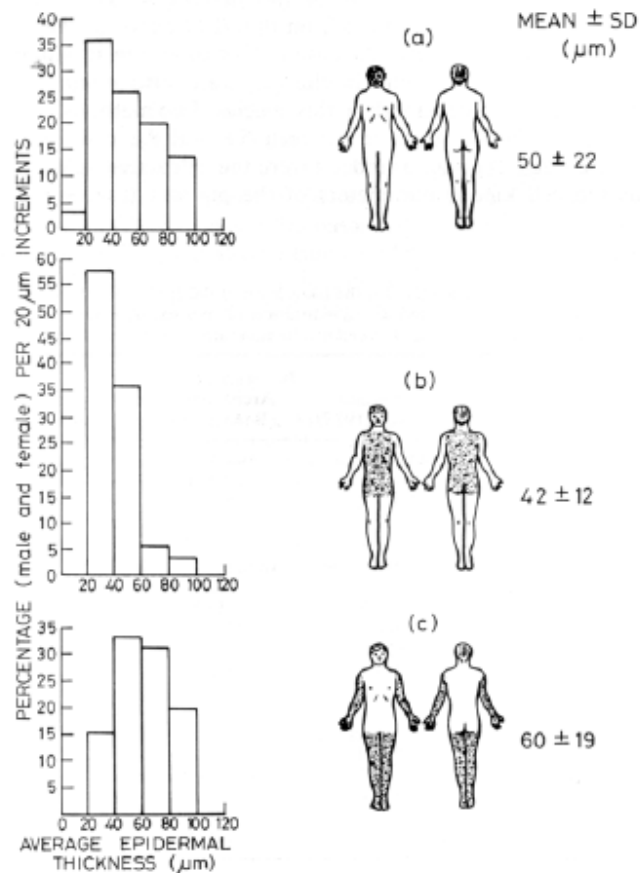 MEAN ± SD
(μm)
(a)
40
35
30
25
20
15
10
5
0
20 40 60 80 100 120
50 ± 22
PERCENTAGE (male and female) PER 20 μm INCREMENTS
60
55
50
45
40
35
30
25
20
15
10
5
0
20 40 60 80 100 120
(b)
42 ± 12
35
30
25
20
15
10
5
0 20 40 60 80 100 120
(c)
60 ± 19
AVERAGE EPIDERMAL
THICKNESS (μm)